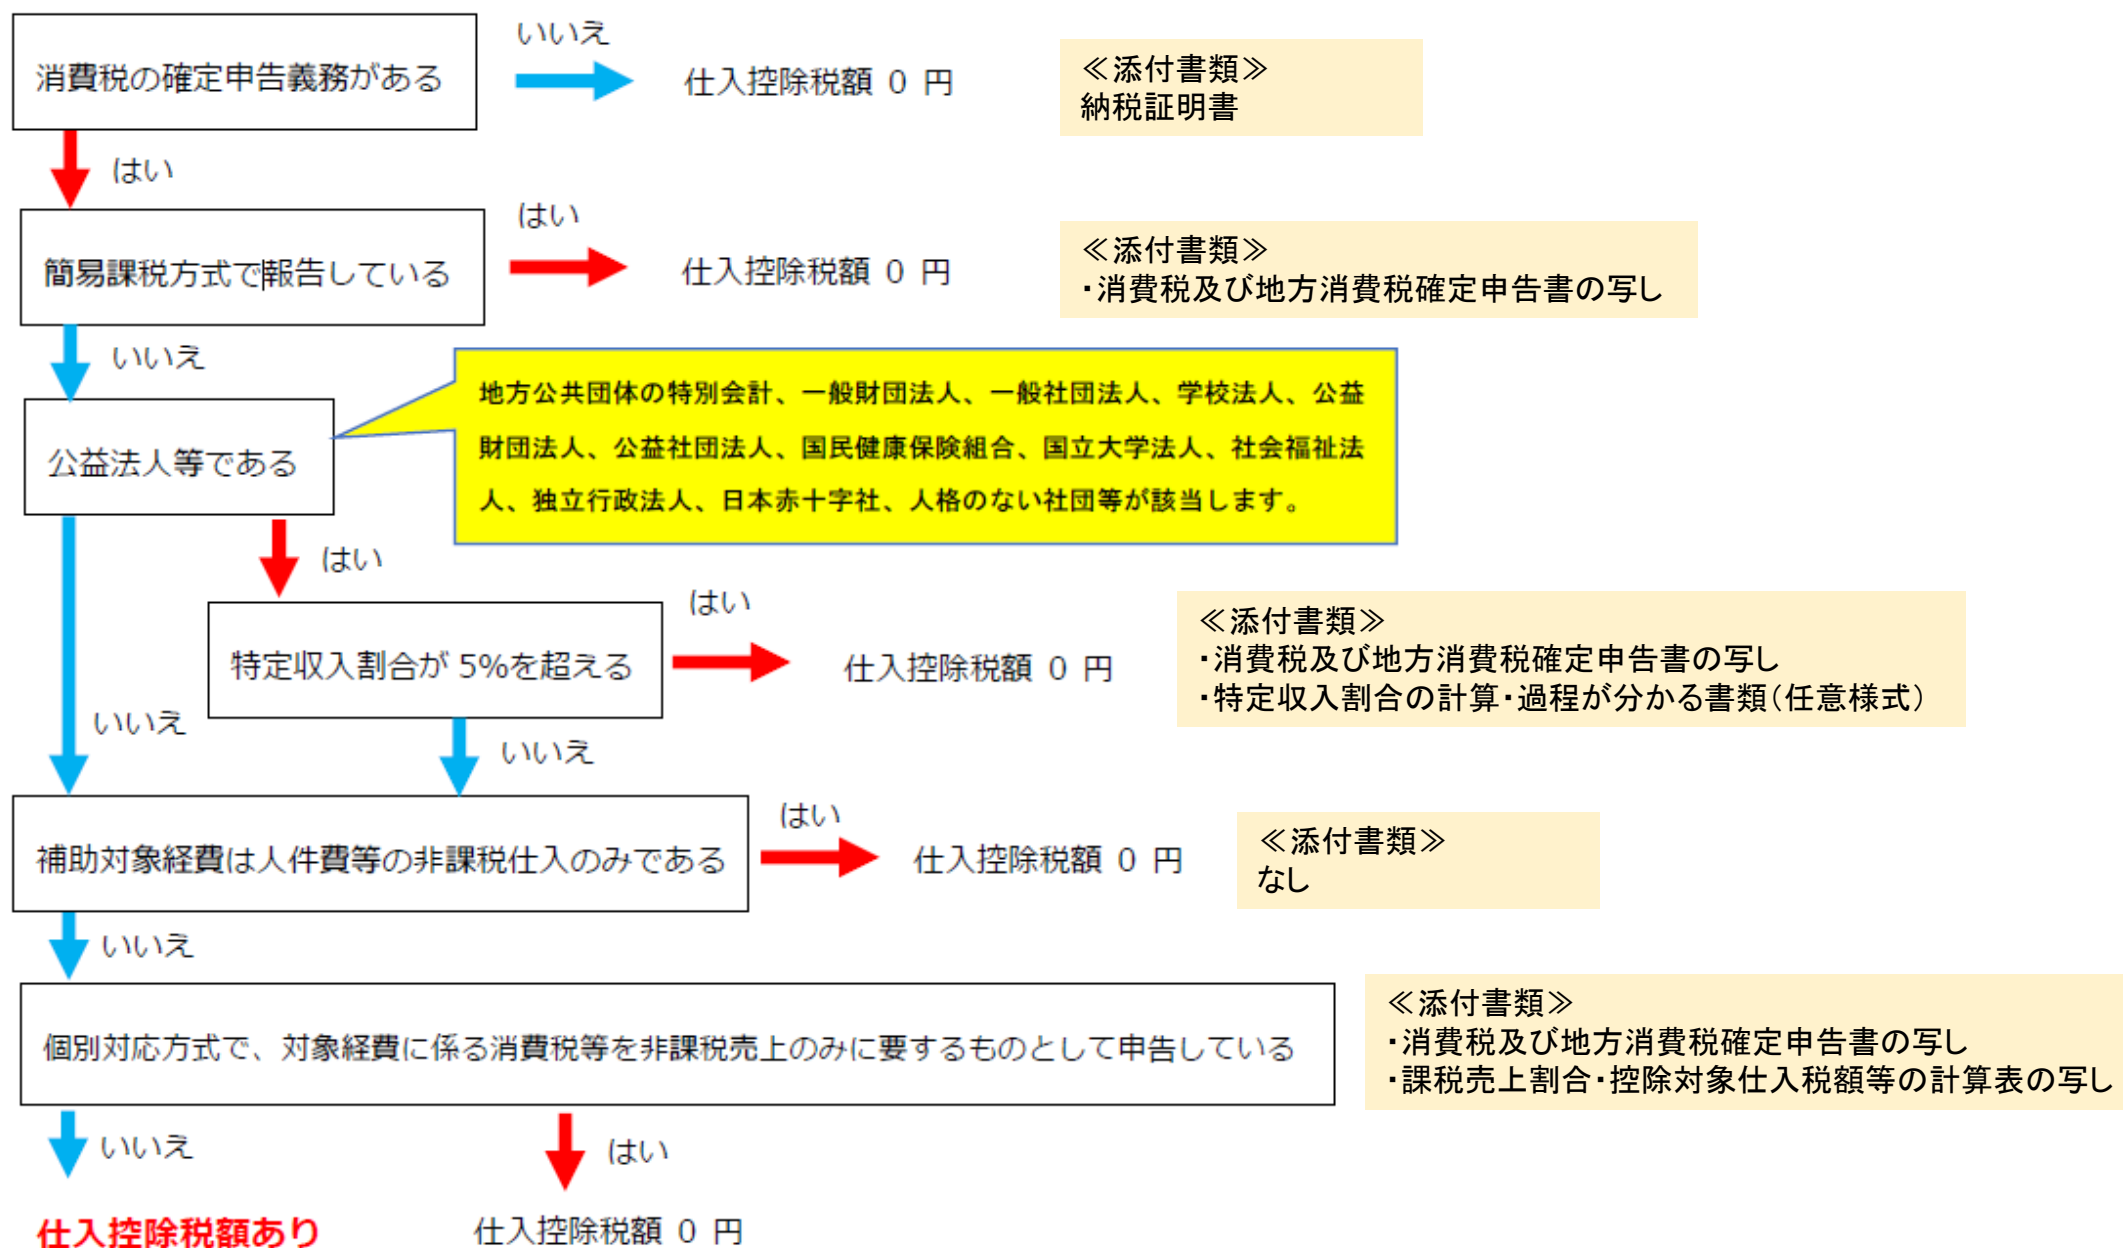 いいえ
消費税の確定申告義務がある
仕入控除税額 0 円
≪添付書類≫
納税証明書
はい
はい
簡易課税方式で報告している
仕入控除税額 0 円
≪添付書類≫
・消費税及び地方消費税確定申告書の写し
いいえ
地方公共団体の特別会計、一般財団法人、一般社団法人、学校法人、公益
財団法人、公益社団法人、国民健康保険組合、国立大学法人、社会福祉法
人、独立行政法人、日本赤十字社、人格のない社団等が該当します。
公益法人等である
はい
はい
特定収入割合が 5%を超える
仕入控除税額 0 円
≪添付書類≫
・消費税及び地方消費税確定申告書の写し
・特定収入割合の計算・過程が分かる書類(任意様式)
いいえ
いいえ
はい
補助対象経費は人件費等の非課税仕入のみである
仕入控除税額 0 円
≪添付書類≫
なし
いいえ
個別対応方式で、対象経費に係る消費税等を非課税売上のみに要するものとして申告している
≪添付書類≫
・消費税及び地方消費税確定申告書の写し
・課税売上割合・控除対象仕入税額等の計算表の写し
いいえ
はい
仕入控除税額あり
仕入控除税額 0 円